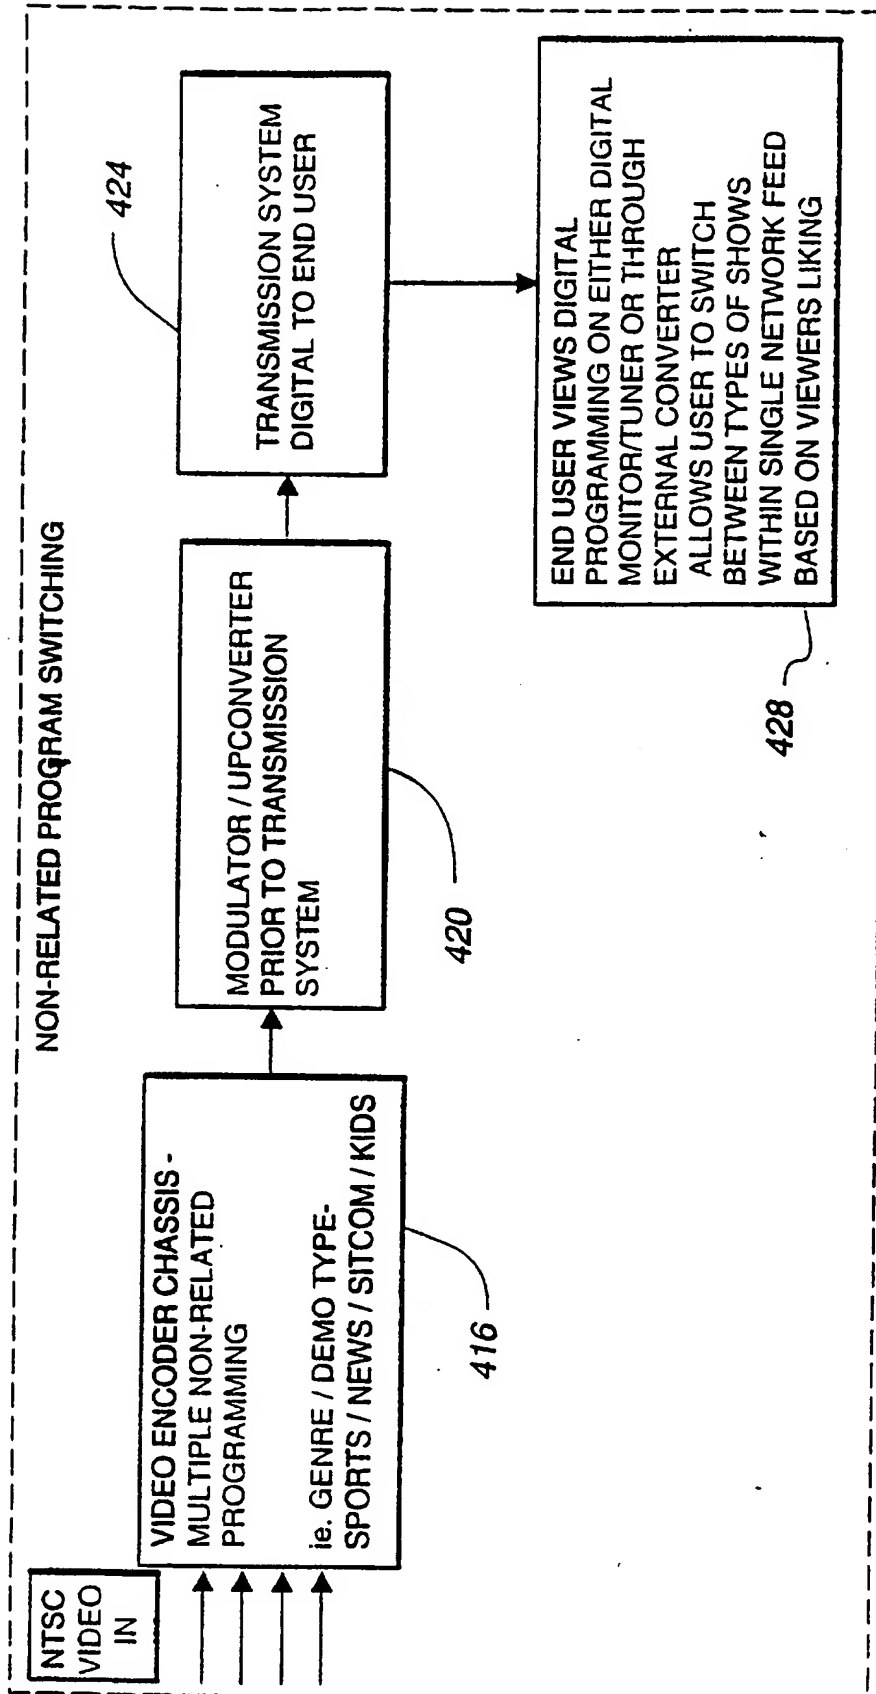 NON-RELATED PROGRAM SWITCHING
NTSC
VIDEO
IN
VIDEO ENCODER CHASSIS -
MULTIPLE NON-RELATED
PROGRAMMING
ie. GENRE / DEMO TYPE-
SPORTS / NEWS / SITCOM / KIDS
416
MODULATOR / UPCONVERTER
PRIOR TO TRANSMISSION
SYSTEM
420
TRANSMISSION SYSTEM
DIGITAL TO END USER
424
END USER VIEWS DIGITAL
PROGRAMMING ON EITHER DIGITAL
MONITOR/TUNER OR THROUGH
EXTERNAL CONVERTER
ALLOWS USER TO SWITCH
BETWEEN TYPES OF SHOWS
WITHIN SINGLE NETWORK FEED
BASED ON VIEWERS LIKING
428